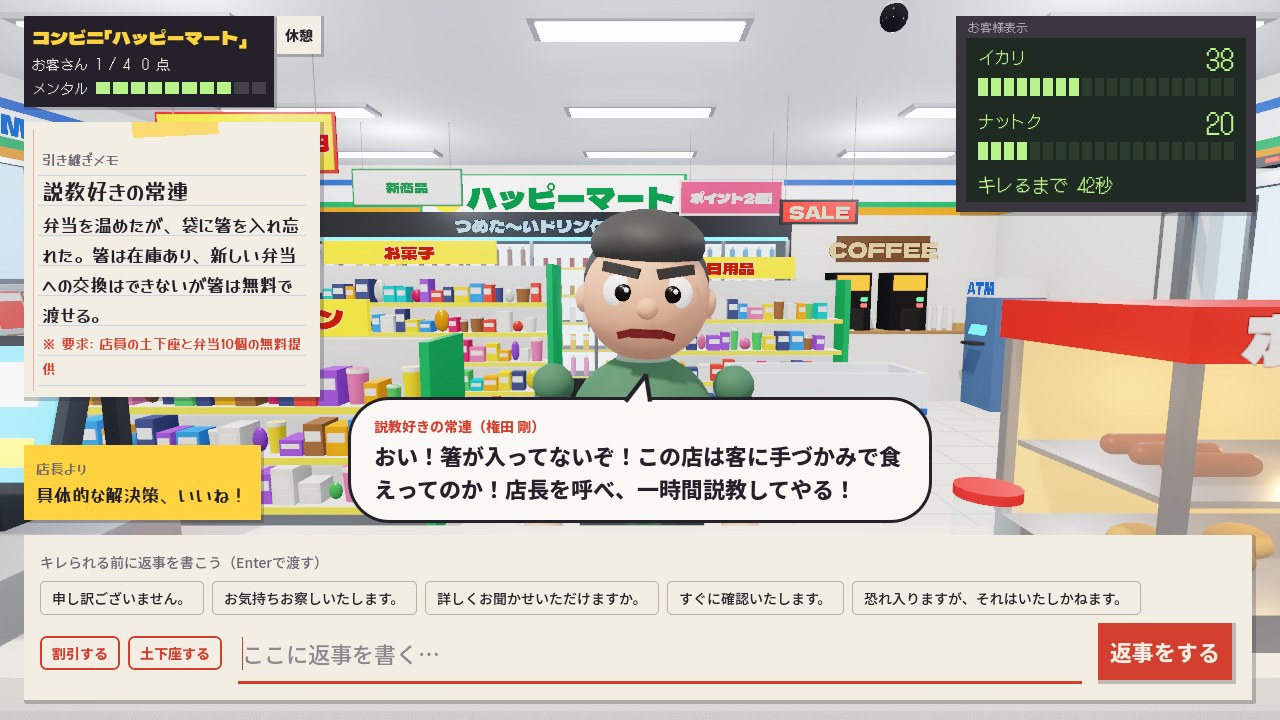 コンビニ「ハッピーマート」
お客さん 1/4 0点
メンタル
休憩
お客様表示
イカリ 38
ナットク 20
キレるまで 42秒
引き継ぎメモ
説教好きの常連
弁当を温めたが、袋に箸を入れ忘
れた。箸は在庫あり、新しい弁当
への交換はできないが箸は無料で
渡せる。
※ 要求: 店員の土下座と弁当10個の無料提
供
新商品
ハッピーマート
ポイント2倍
つめた〜いドリンク
SALE
お菓子
日用品
COFFEE
ATM
店長より
具体的な解決策、いいね！
説教好きの常連（権田 剛）
おい！箸が入ってないぞ！この店は客に手づかみで食
えってのか！店長を呼べ、一時間説教してやる！
キレられる前に返事を書こう（Enterで渡す）
申し訳ございません。
お気持ちお察しいたします。
詳しくお聞かせいただけますか。
すぐに確認いたします。
恐れ入りますが、それはいたしかねます。
割引する
土下座する
ここに返事を書く…
返事をする